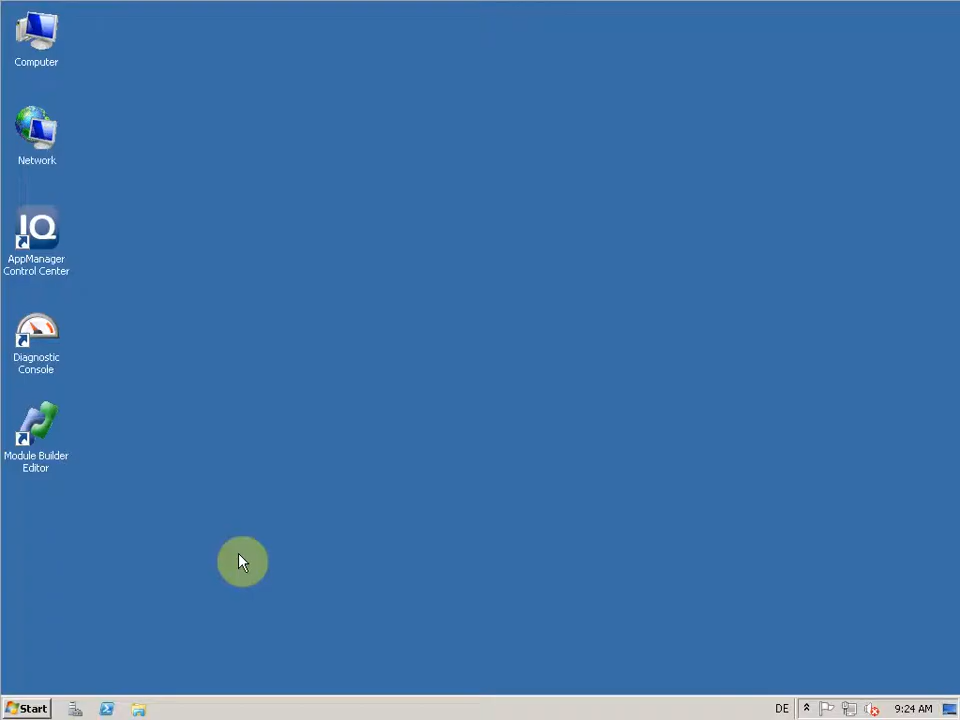 Computer
Network
IQ
AppManager
Control Center
Diagnostic
Console
Module Builder
Editor
Start
DE
9:24 AM